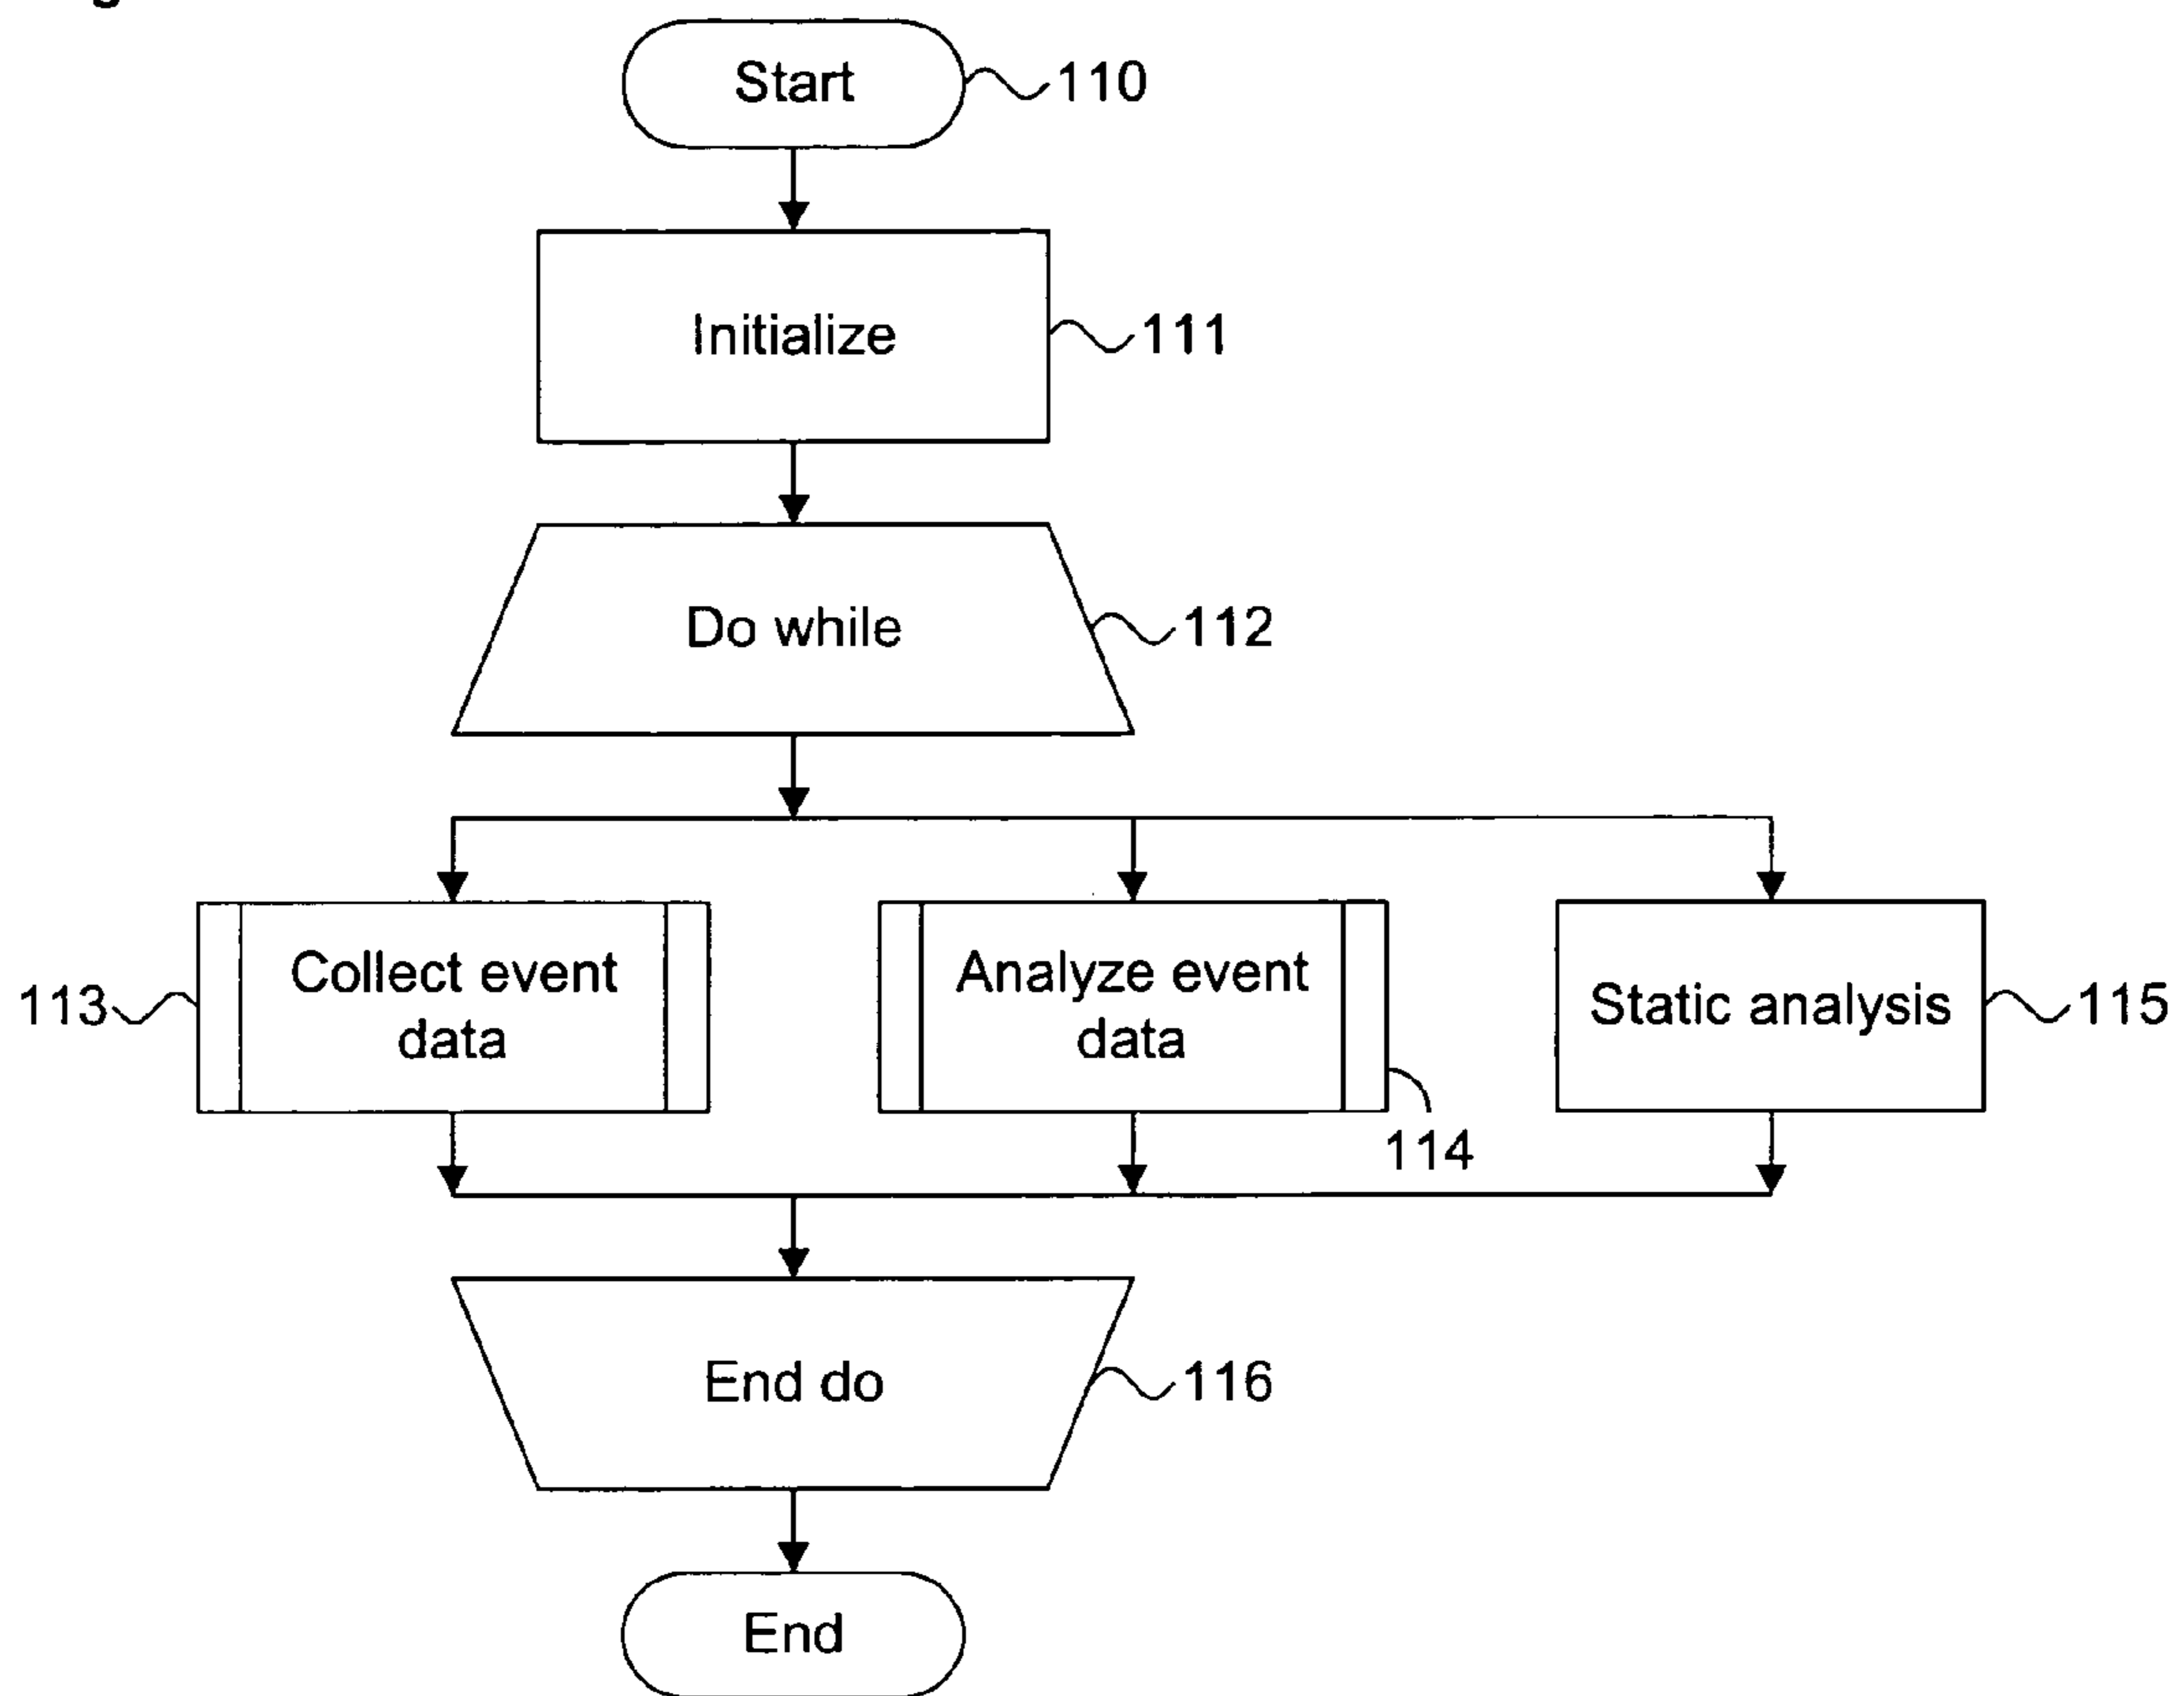 Start
110
Initialize
111
Do while
112
Collect event
data
113
Analyze event
data
114
Static analysis
115
End do
116
End